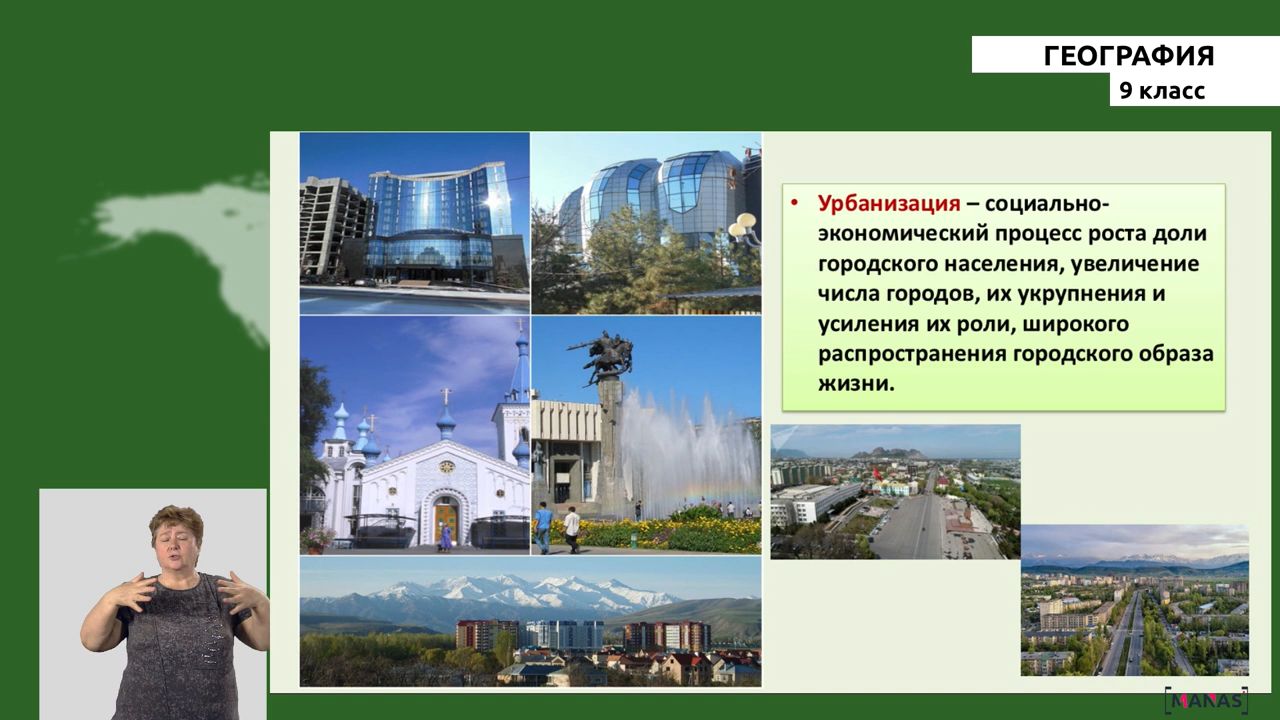 ГЕОГРАФИЯ
9 класс
• Урбанизация – социально-
экономический процесс роста доли
городского населения, увеличение
числа городов, их укрупнения и
усиления их роли, широкого
распространения городского образа
жизни.
[MANAS]